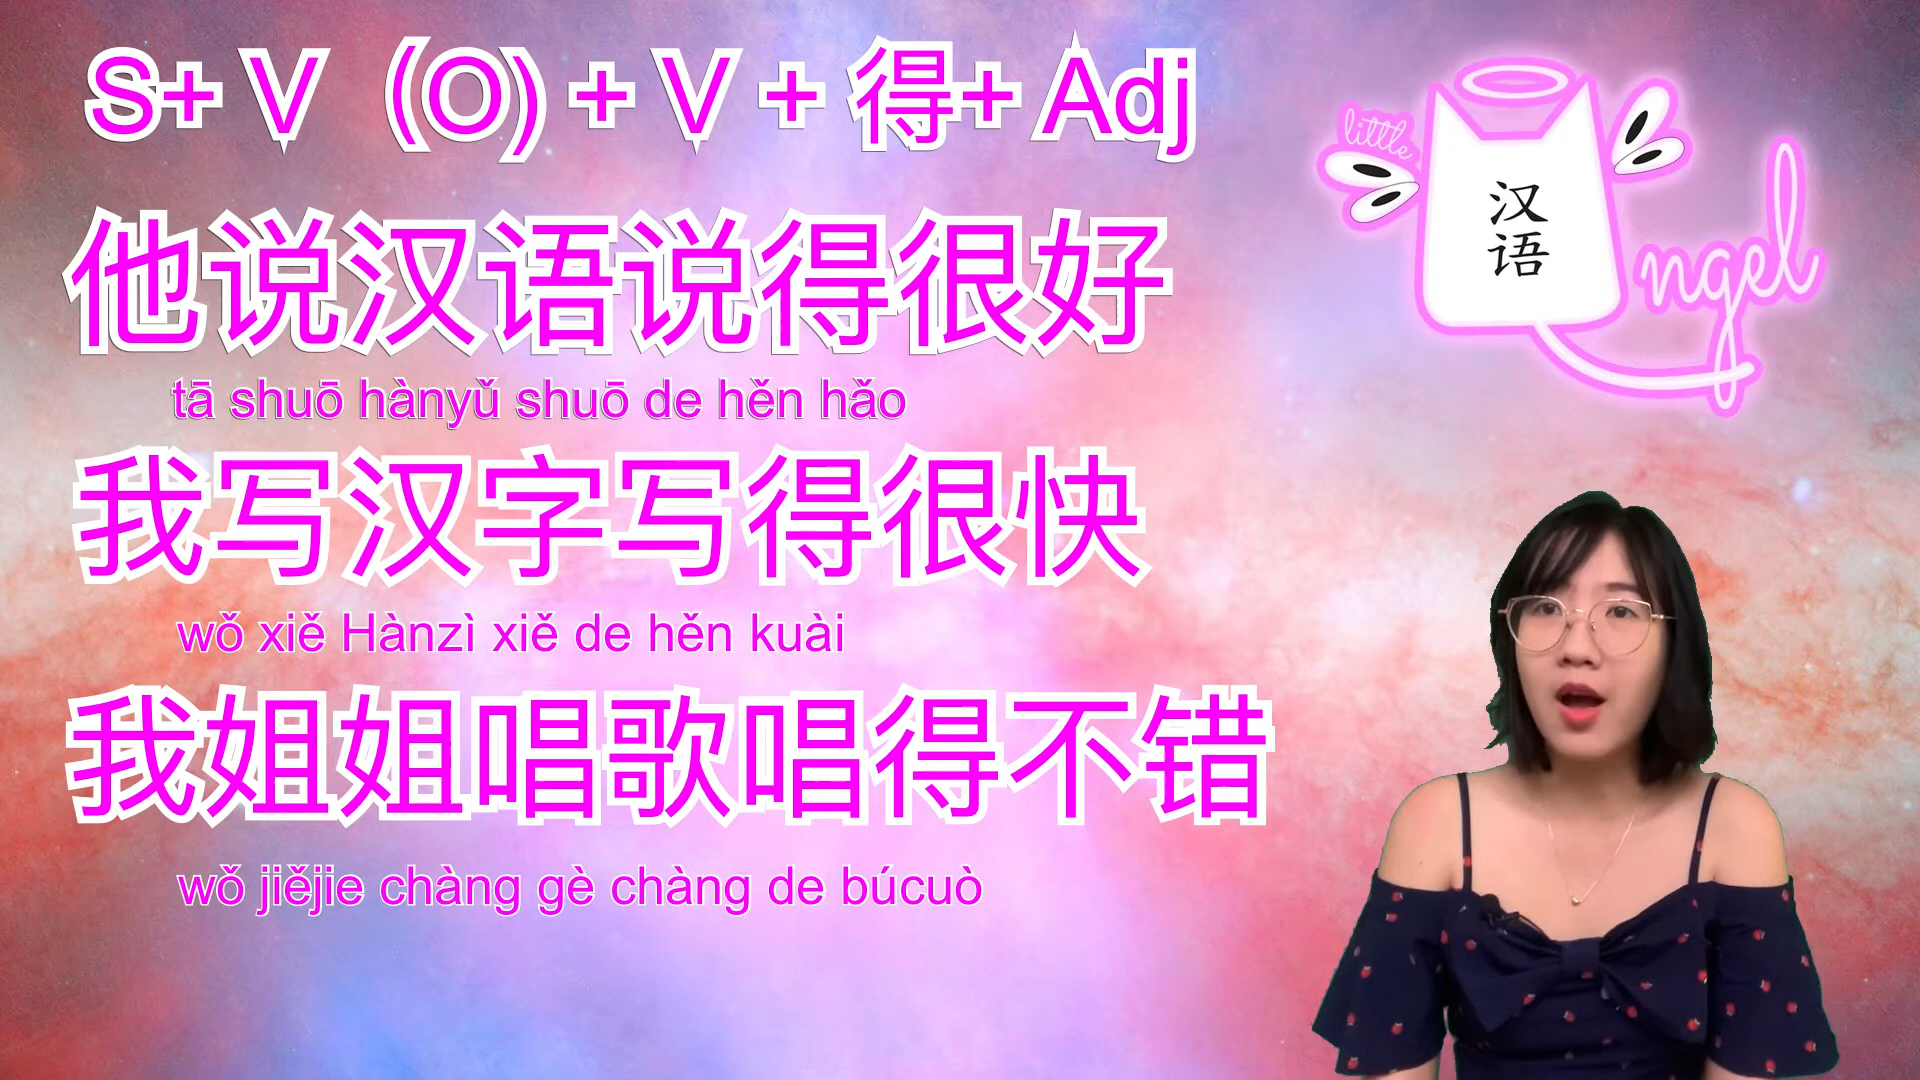 S+ V（O) + V + 得+ Adj
他说汉语说得很好
tā shuō hànyǔ shuō de hěn hǎo
我写汉字写得很快
wǒ xiě Hànzì xiě de hěn kuài
我姐姐唱歌唱得不错
wǒ jiějie chàng gè chàng de búcuò
little
汉
语
ngel